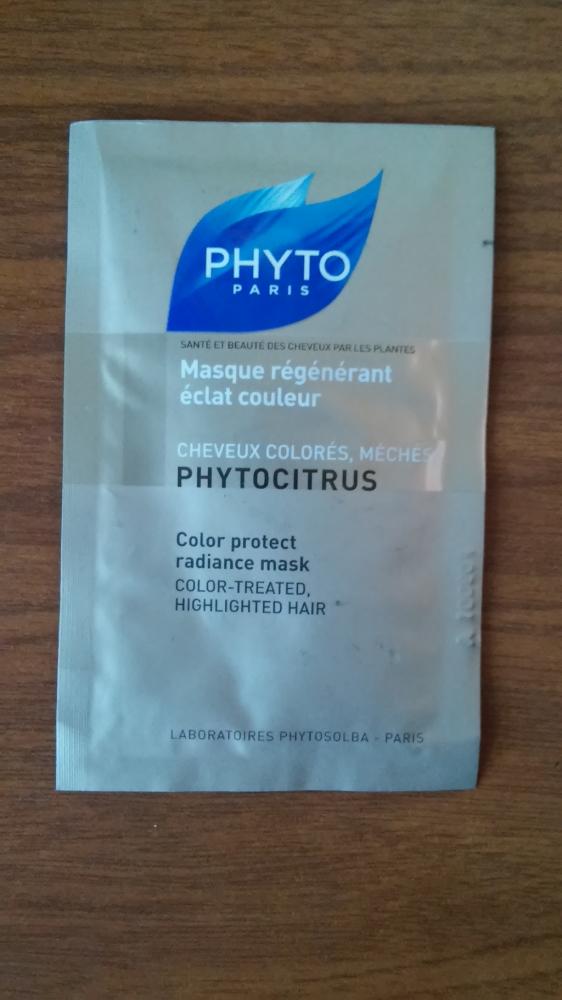 PHYTO
PARIS
SANTÉ ET BEAUTÉ DES CHEVEUX PAR LES PLANTES
Masque régénérant
éclat couleur
CHEVEUX COLORÉS, MÉCHÉS
PHYTOCITRUS
Color protect
radiance mask
COLOR-TREATED,
HIGHLIGHTED HAIR
LABORATOIRES PHYTOSOLBA - PARIS